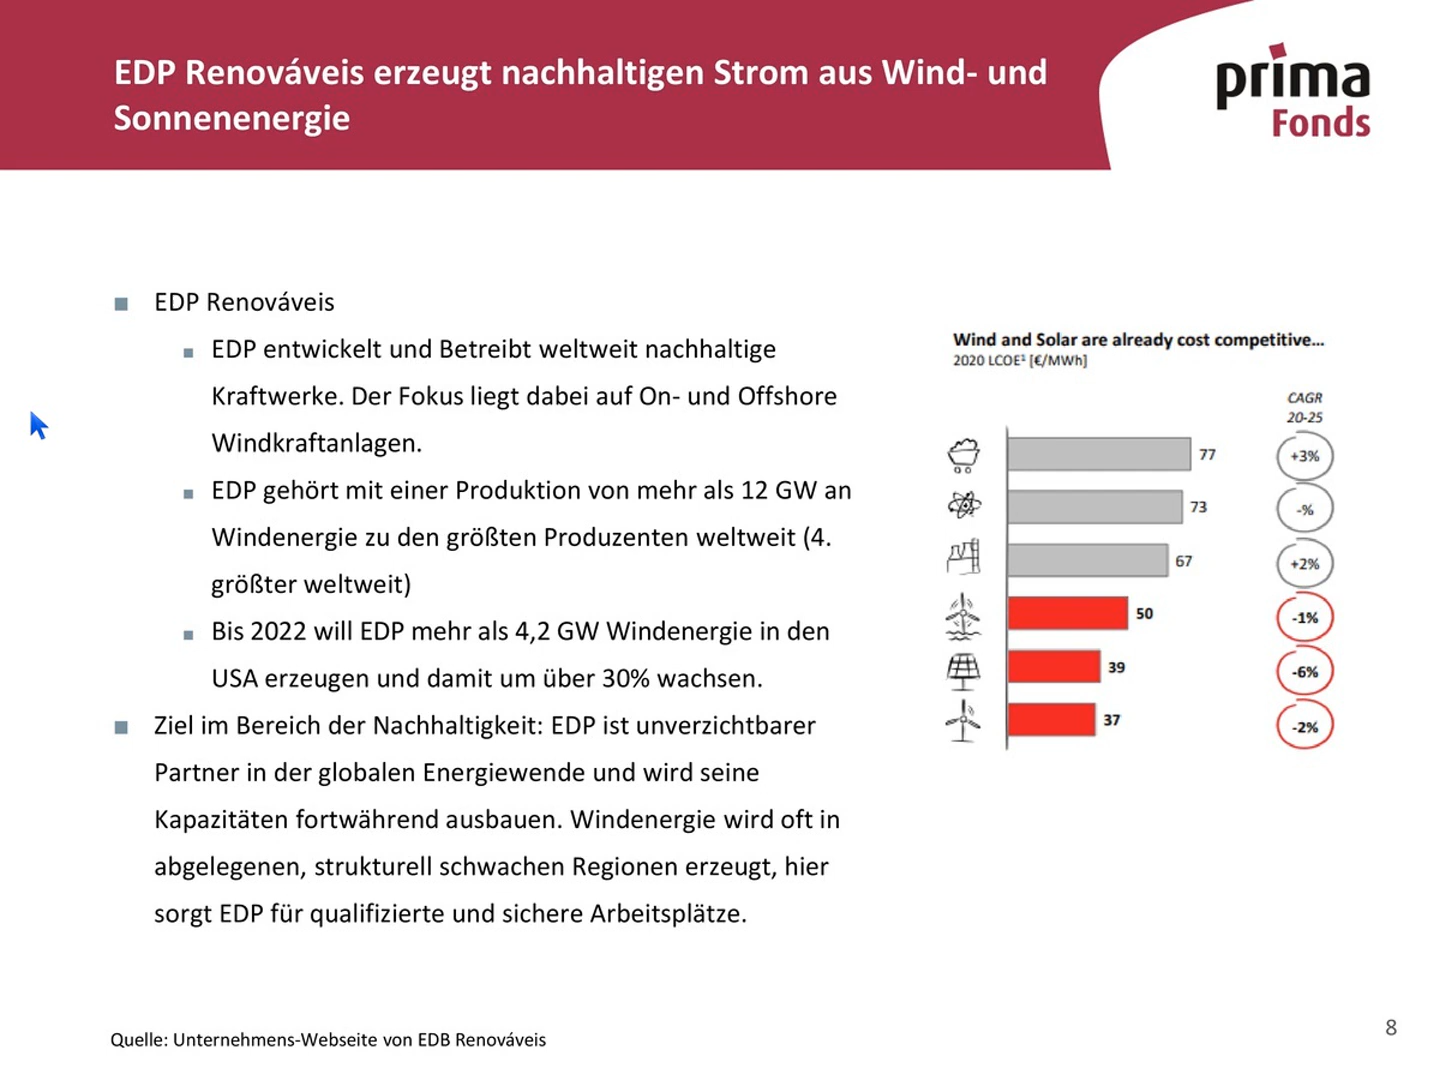 EDP Renováveis erzeugt nachhaltigen Strom aus Wind- und
Sonnenenergie
prima
Fonds
EDP Renováveis
EDP entwickelt und Betreibt weltweit nachhaltige
Kraftwerke. Der Fokus liegt dabei auf On- und Offshore
Windkraftanlagen.
EDP gehört mit einer Produktion von mehr als 12 GW an
Windenergie zu den größten Produzenten weltweit (4.
größter weltweit)
Bis 2022 will EDP mehr als 4,2 GW Windenergie in den
USA erzeugen und damit um über 30% wachsen.
Ziel im Bereich der Nachhaltigkeit: EDP ist unverzichtbarer
Partner in der globalen Energiewende und wird seine
Kapazitäten fortwährend ausbauen. Windenergie wird oft in
abgelegenen, strukturell schwachen Regionen erzeugt, hier
sorgt EDP für qualifizierte und sichere Arbeitsplätze.
Wind and Solar are already cost competitive...
2020 LCOE¹ [€/MWh]
CAGR
20-25
77 +3%
73 -%
67 +2%
50 -1%
39 -6%
37 -2%
Quelle: Unternehmens-Webseite von EDB Renováveis
8